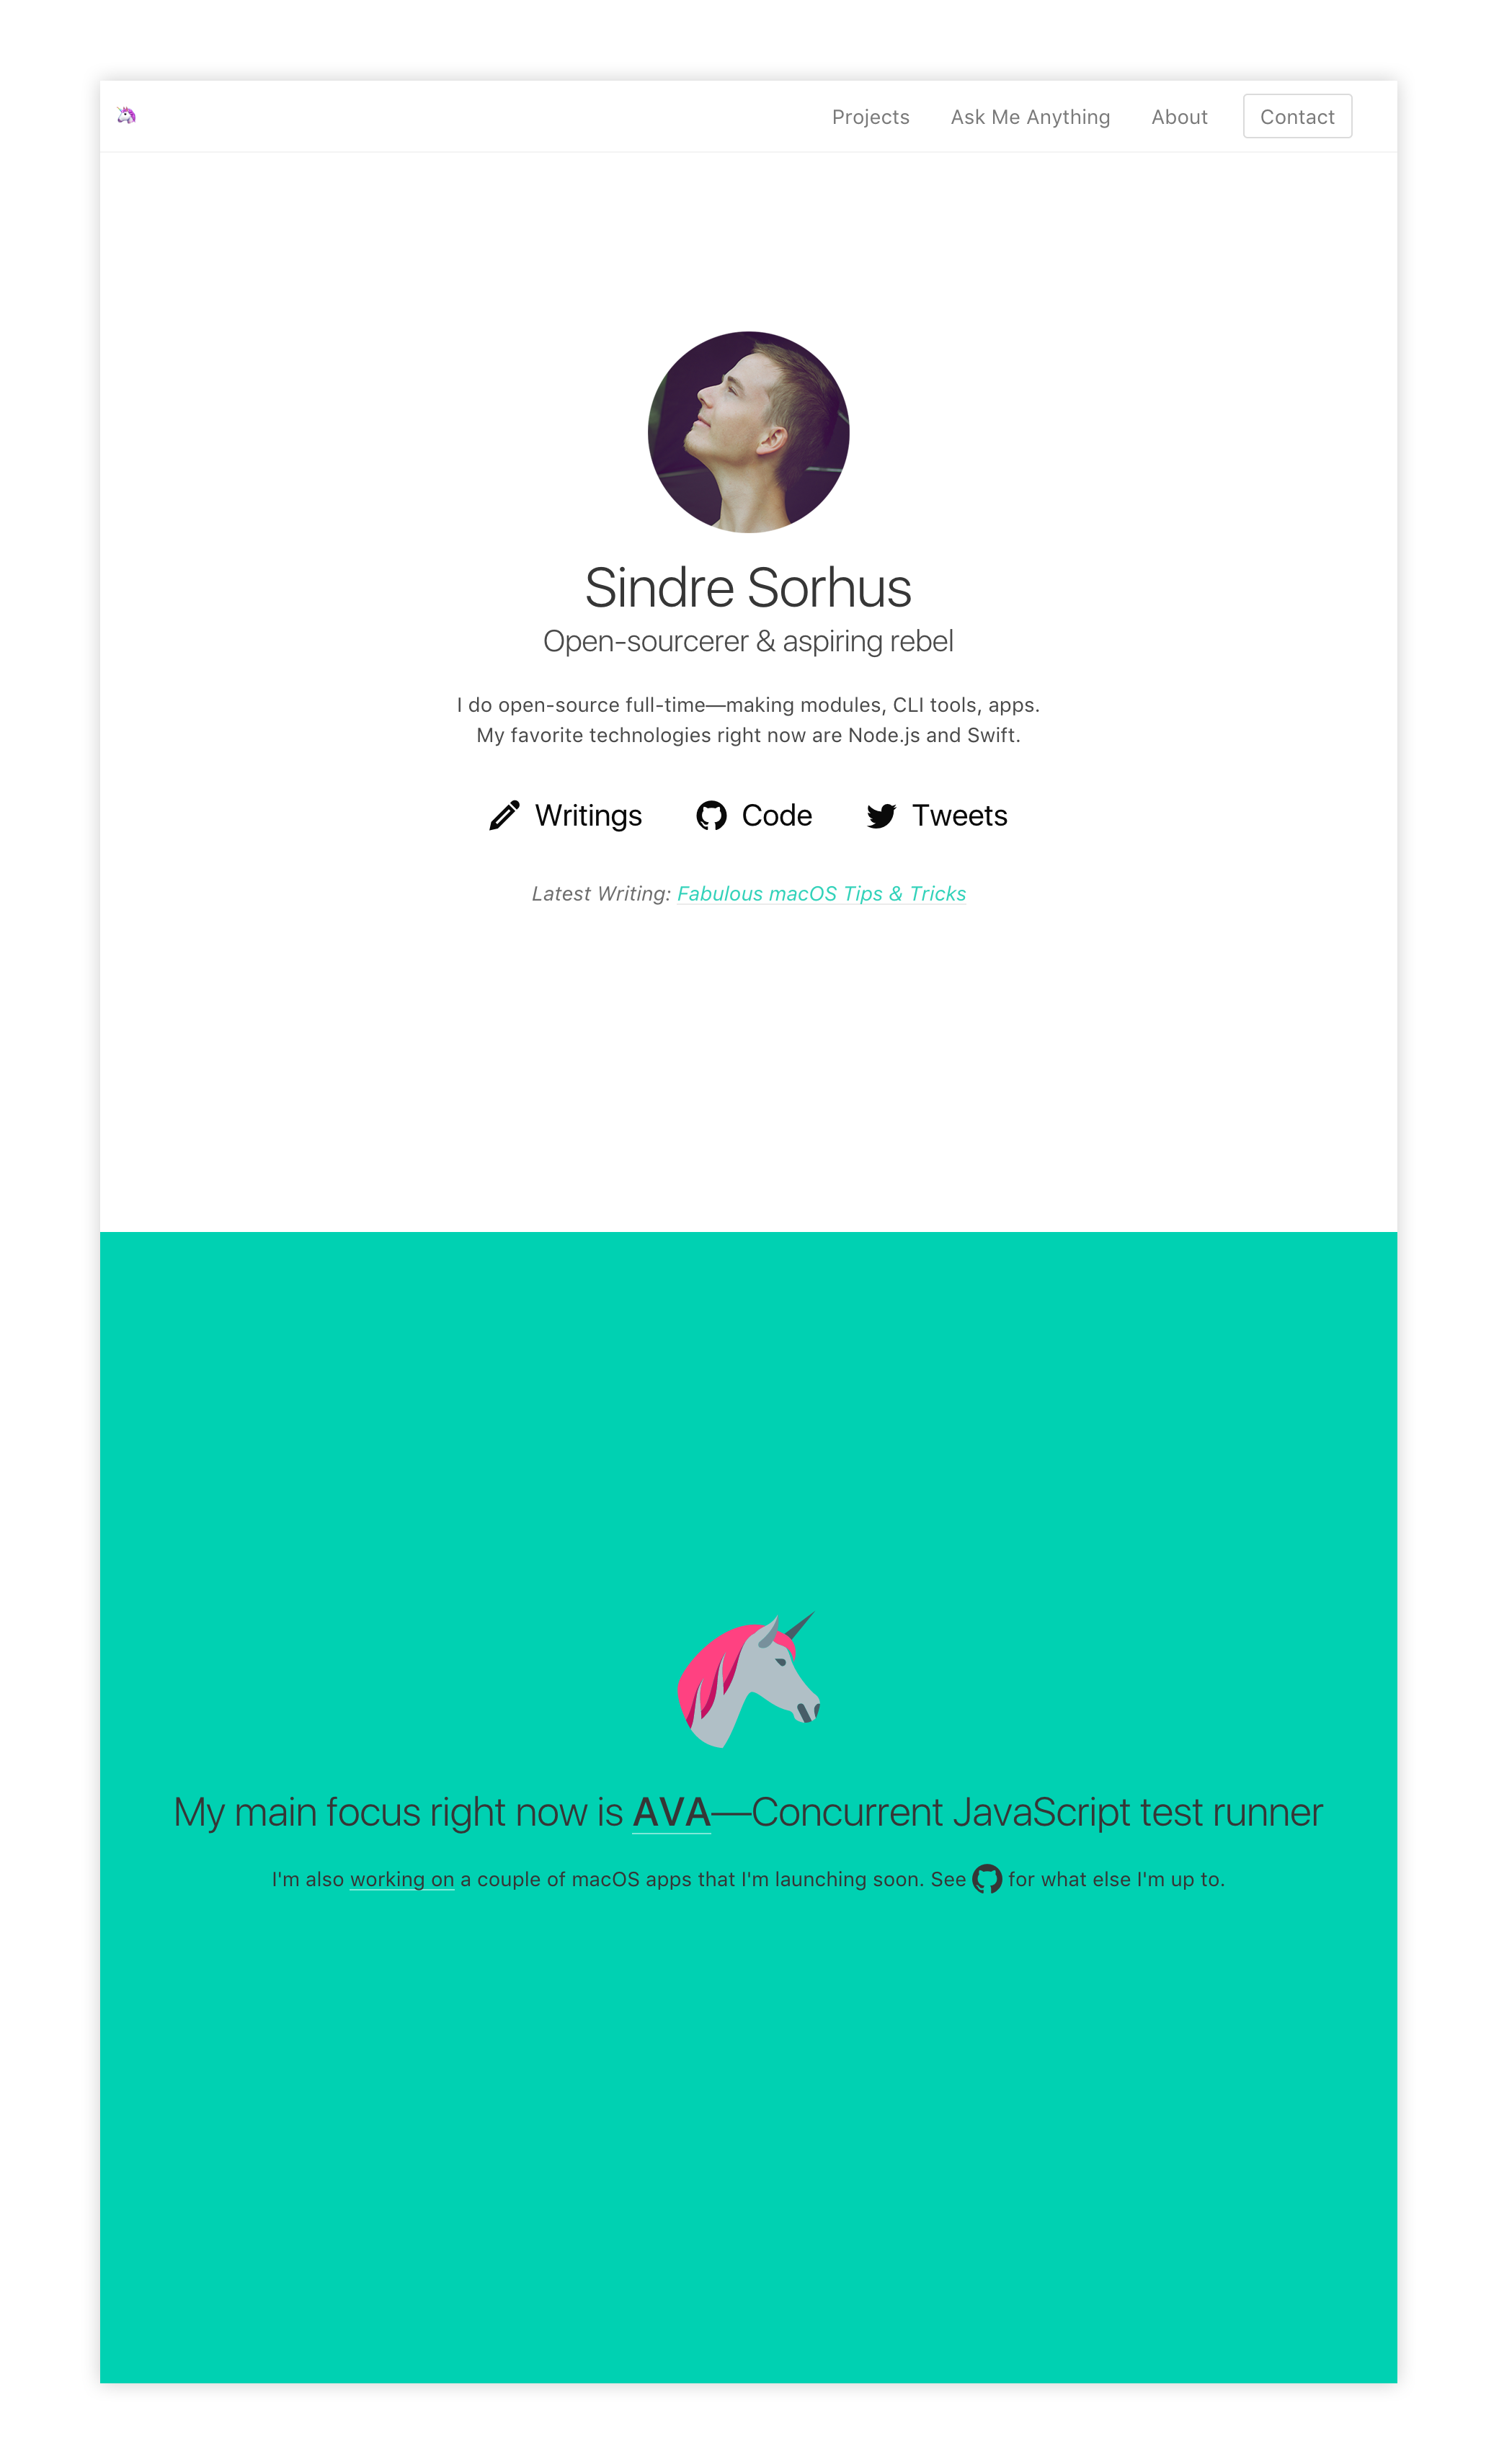 Projects Ask Me Anything About Contact
Sindre Sorhus
Open-sourcerer & aspiring rebel
I do open-source full-time—making modules, CLI tools, apps.
My favorite technologies right now are Node.js and Swift.
Writings Code Tweets
Latest Writing: Fabulous macOS Tips & Tricks
My main focus right now is AVA—Concurrent JavaScript test runner
I'm also working on a couple of macOS apps that I'm launching soon. See for what else I'm up to.